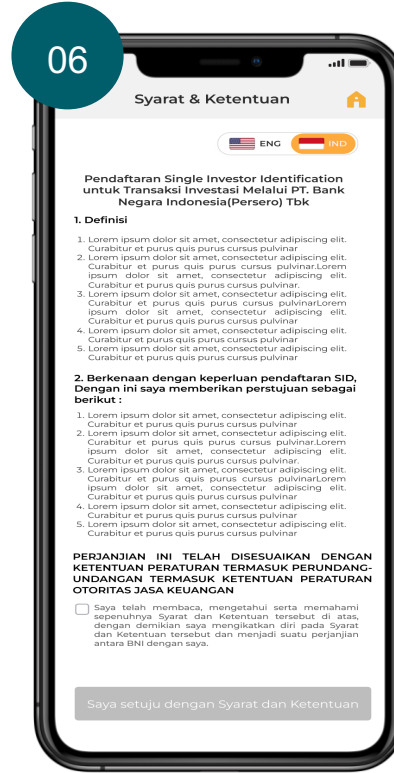 06
Syarat & Ketentuan
ENG
IND
Pendaftaran Single Investor Identification
untuk Transaksi Investasi Melalui PT. Bank
Negara Indonesia(Persero) Tbk
1. Definisi
1. Lorem ipsum dolor sit amet, consectetur adipiscing elit.
Curabitur et purus quis purus cursus pulvinar
2. Lorem ipsum dolor sit amet, consectetur adipiscing elit.
Curabitur et purus quis purus cursus pulvinar.Lorem
ipsum dolor sit amet, consectetur adipiscing elit.
Curabitur et purus quis purus cursus pulvinar.
3. Lorem ipsum dolor sit amet, consectetur adipiscing elit.
Curabitur et purus quis purus cursus pulvinarLorem
ipsum dolor sit amet, consectetur adipiscing elit.
Curabitur et purus quis purus cursus pulvinar
4. Lorem ipsum dolor sit amet, consectetur adipiscing elit.
Curabitur et purus quis purus cursus pulvinar
5. Lorem ipsum dolor sit amet, consectetur adipiscing elit.
Curabitur et purus quis purus cursus pulvinar
2. Berkenaan dengan keperluan pendaftaran SID,
Dengan ini saya memberikan perstujuan sebagai
berikut :
1. Lorem ipsum dolor sit amet, consectetur adipiscing elit.
Curabitur et purus quis purus cursus pulvinar
2. Lorem ipsum dolor sit amet, consectetur adipiscing elit.
Curabitur et purus quis purus cursus pulvinar.Lorem
ipsum dolor sit amet, consectetur adipiscing elit.
Curabitur et purus quis purus cursus pulvinar.
3. Lorem ipsum dolor sit amet, consectetur adipiscing elit.
Curabitur et purus quis purus cursus pulvinarLorem
ipsum dolor sit amet, consectetur adipiscing elit.
Curabitur et purus quis purus cursus pulvinar
4. Lorem ipsum dolor sit amet, consectetur adipiscing elit.
Curabitur et purus quis purus cursus pulvinar
5. Lorem ipsum dolor sit amet, consectetur adipiscing elit.
Curabitur et purus quis purus cursus pulvinar
PERJANJIAN INI TELAH DISESUAIKAN DENGAN
KETENTUAN PERATURAN TERMASUK PERUNDANG-
UNDANGAN TERMASUK KETENTUAN PERATURAN
OTORITAS JASA KEUANGAN
Saya telah membaca, mengetahui serta memahami
sepenuhnya Syarat dan Ketentuan tersebut di atas,
dengan demikian saya mengikatkan diri pada Syarat
dan Ketentuan tersebut dan menjadi suatu perjanjian
antara BNI dengan saya.
Saya setuju dengan Syarat dan Ketentuan